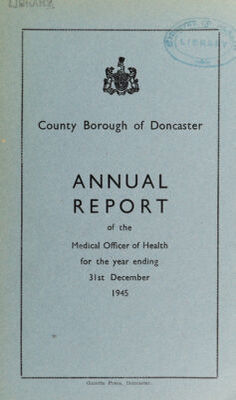 LIBRARY
LIBRARY
County Borough of Doncaster
ANNUAL
REPORT
of the
Medical Officer of Health
for the year ending
31st December
1945
Gazette Press, Doncaster.